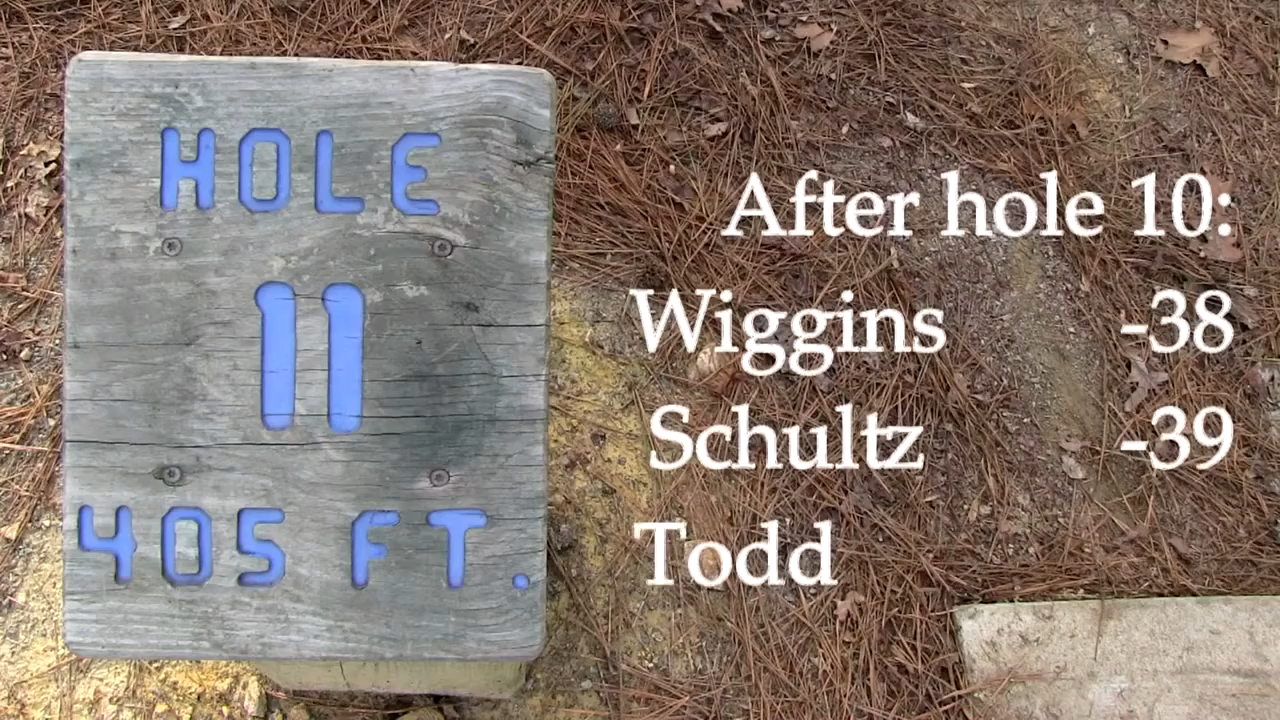 HOLE
11
405 FT.
After hole 10:
Wiggins -38
Schultz -39
Todd